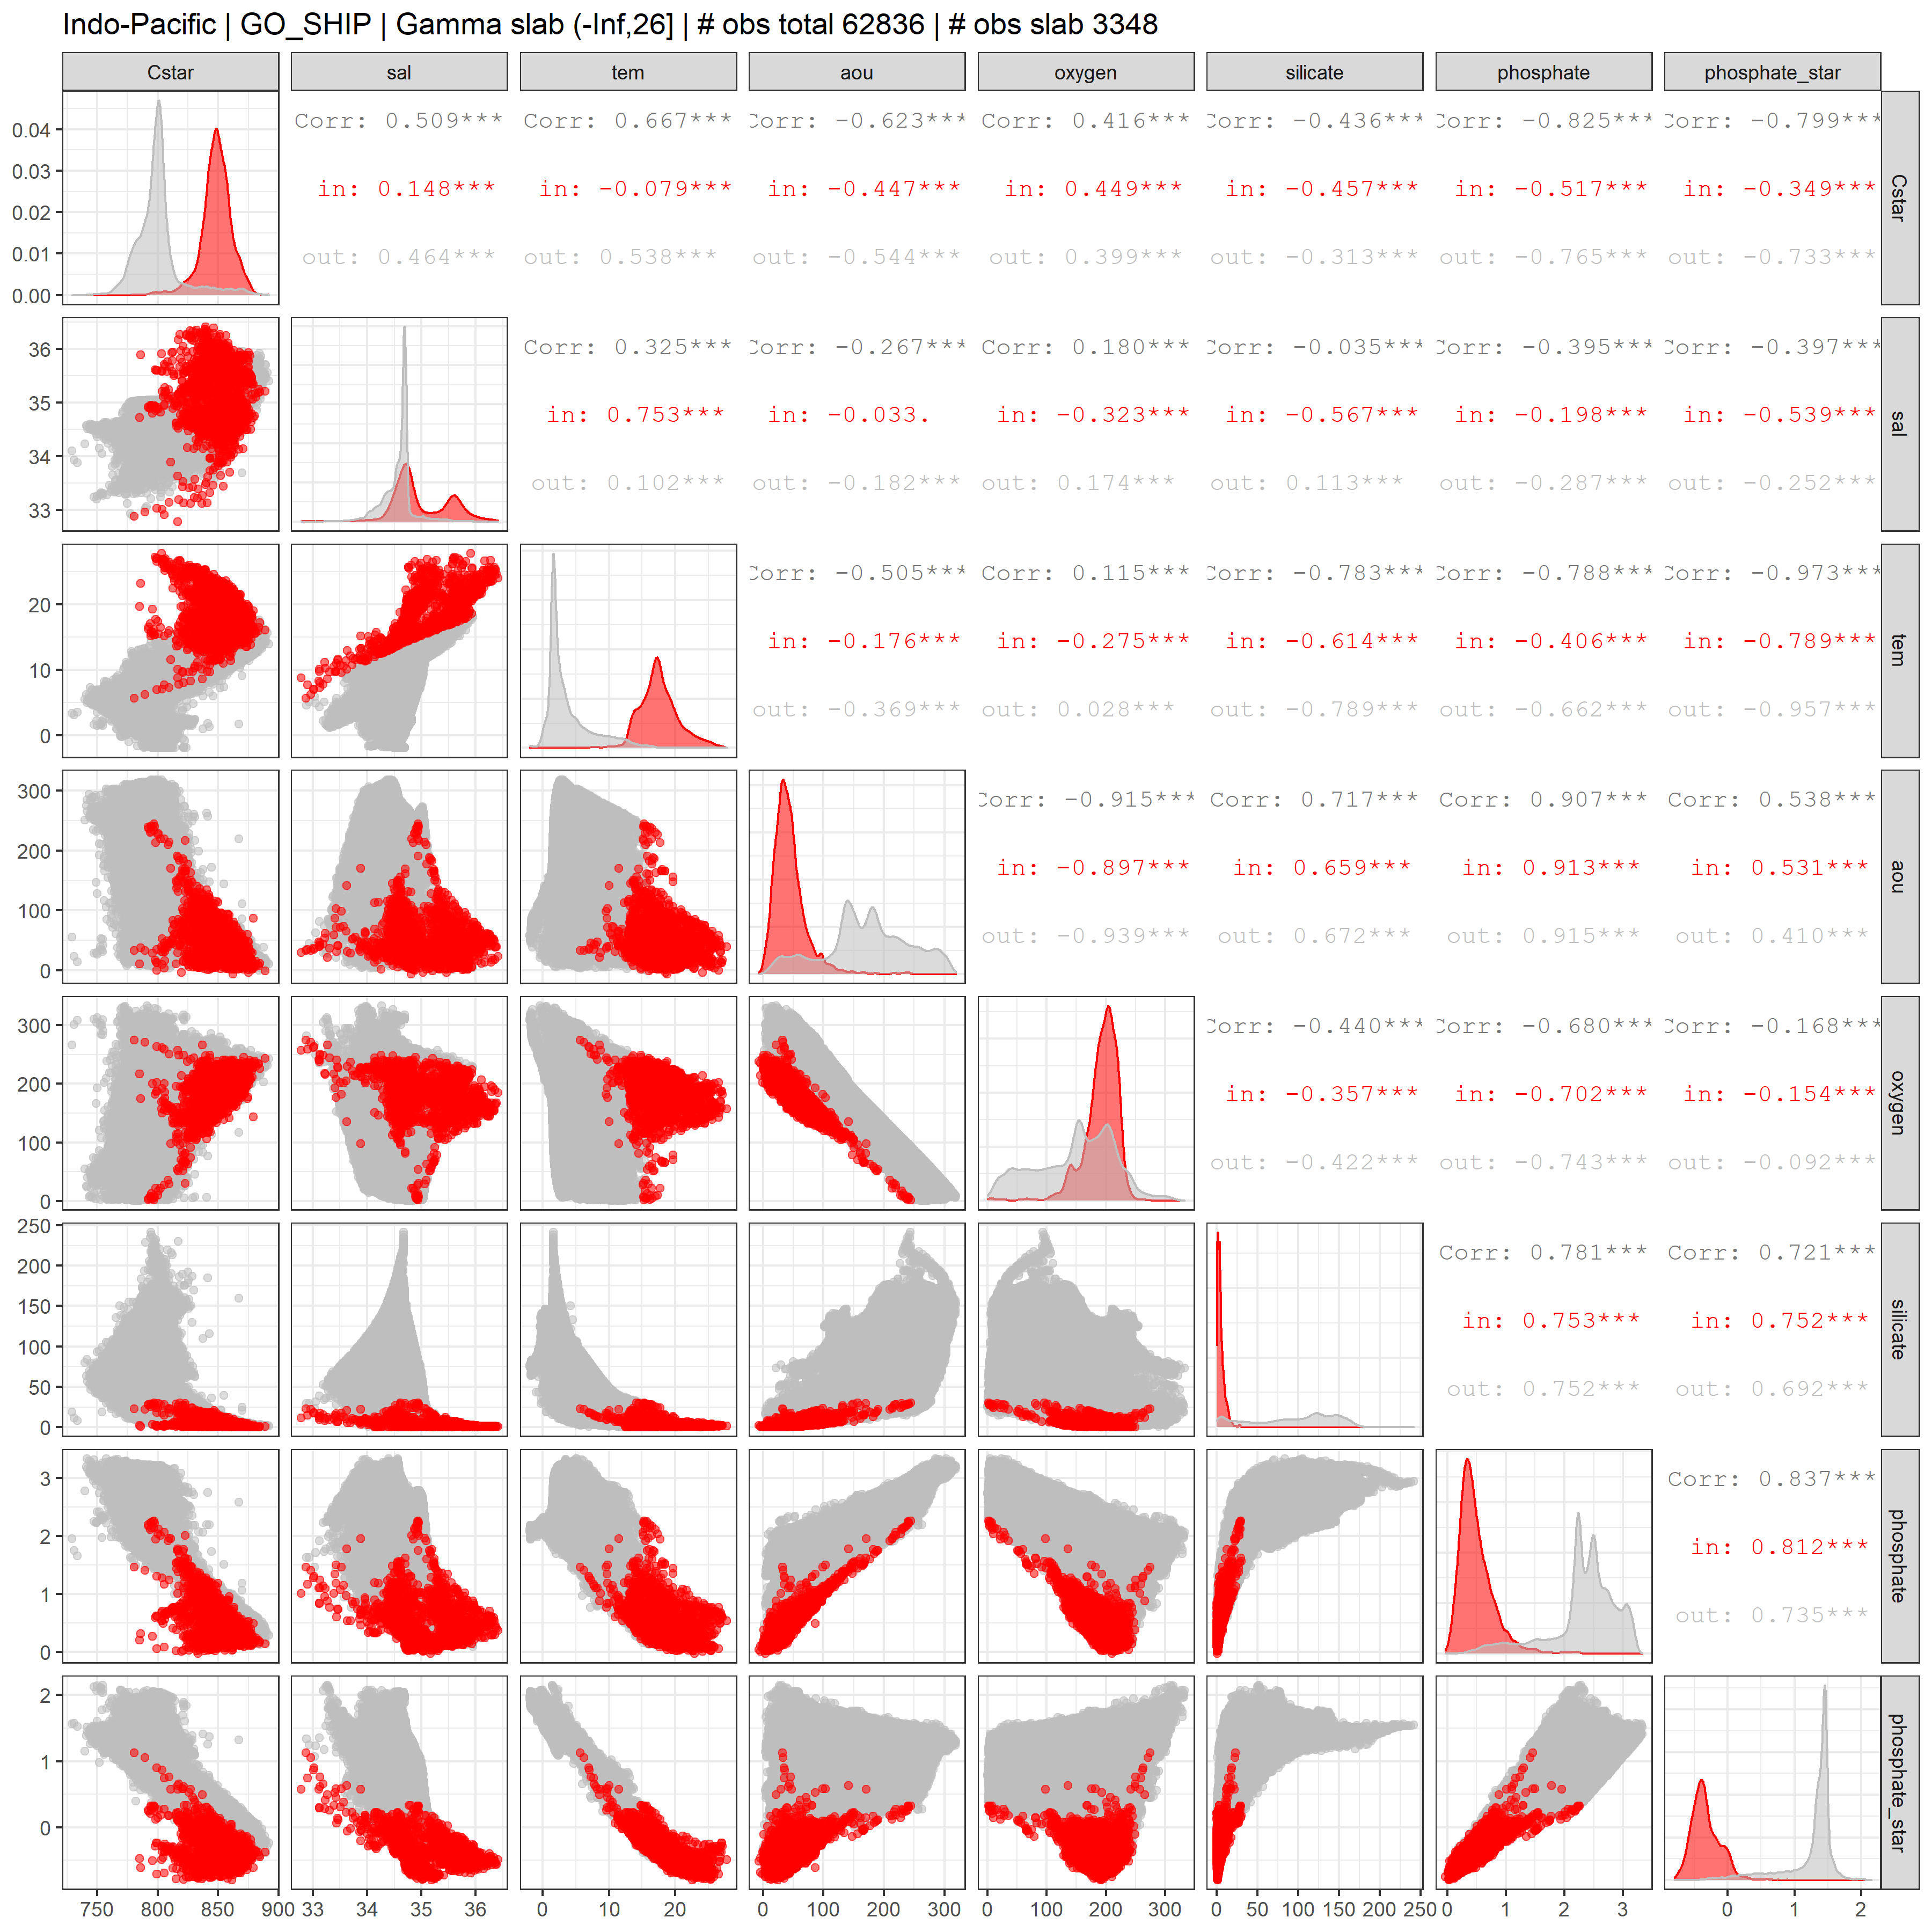 Indo-Pacific | GO_SHIP | Gamma slab (-Inf,26] | # obs total 62836 | # obs slab 3348
Cstar sal tem aou oxygen silicate phosphate phosphate_star
0.04 Corr: 0.509*** Corr: 0.667*** Corr: -0.623*** Corr: 0.416*** Corr: -0.436*** Corr: -0.825*** Corr: -0.799***
0.03
0.02 in: 0.148*** in: -0.079*** in: -0.447*** in: 0.449*** in: -0.457*** in: -0.517*** in: -0.349*** Cstar
0.01 out: 0.464*** out: 0.538*** out: -0.544*** out: 0.399*** out: -0.313*** out: -0.765*** out: -0.733***
0.00
36 Corr: 0.325*** Corr: -0.267*** Corr: 0.180*** Corr: -0.035*** Corr: -0.395*** Corr: -0.397***
35 in: 0.753*** in: -0.033. in: -0.323*** in: -0.567*** in: -0.198*** in: -0.539*** sal
34 out: 0.102*** out: -0.182*** out: 0.174*** out: 0.113*** out: -0.287*** out: -0.252***
33
Corr: -0.505*** Corr: 0.115*** Corr: -0.783*** Corr: -0.788*** Corr: -0.973***
20 in: -0.176*** in: -0.275*** in: -0.614*** in: -0.406*** in: -0.789*** tem
10 out: -0.369*** out: 0.028*** out: -0.789*** out: -0.662*** out: -0.957***
0
300 Corr: -0.915*** Corr: 0.717*** Corr: 0.907*** Corr: 0.538***
200 in: -0.897*** in: 0.659*** in: 0.913*** in: 0.531*** aou
100 out: -0.939*** out: 0.672*** out: 0.915*** out: 0.410***
0
300 Corr: -0.440*** Corr: -0.680*** Corr: -0.168***
200 in: -0.357*** in: -0.702*** in: -0.154*** oxygen
100 out: -0.422*** out: -0.743*** out: -0.092***
0
250 Corr: 0.781*** Corr: 0.721***
200
150 in: 0.753*** in: 0.752*** silicate
100
50 out: 0.752*** out: 0.692***
0
3 Corr: 0.837***
2 in: 0.812*** phosphate
1 out: 0.735***
0
2
1 phosphate_star
0
750 800 850 900 33 34 35 36 0 10 20 0 100 200 300 0 100 200 300 0 50 100 150 200 250 0 1 2 3 0 1 2